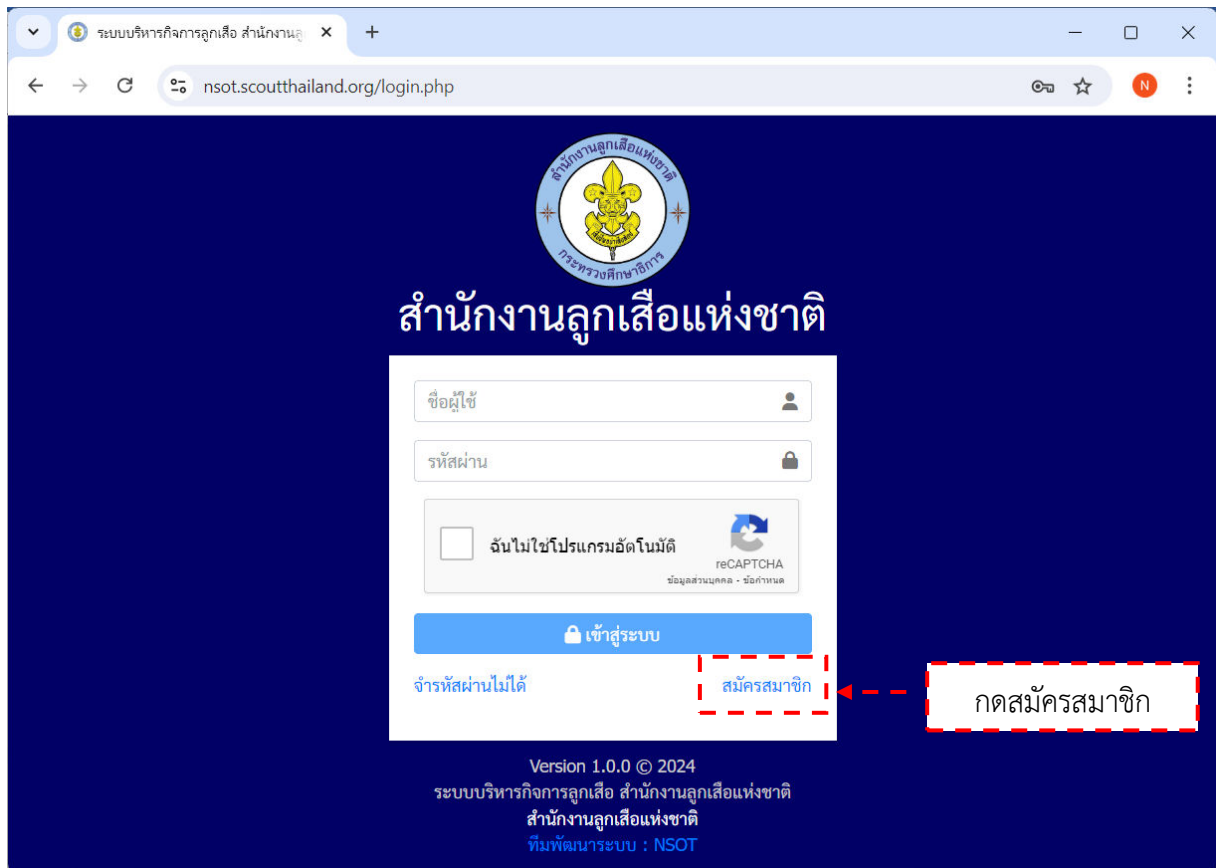 ระบบบริหารกิจการลูกเสือ สำนักงานลู
nsot.scoutthailand.org/login.php
N
สำนักงานลูกเสือแห่งชาติ
กระทรวงศึกษาธิการ
สำนักงานลูกเสือแห่งชาติ
ชื่อผู้ใช้
รหัสผ่าน
ฉันไม่ใช่โปรแกรมอัตโนมัติ
reCAPTCHA
ข้อมูลส่วนบุคคล - ข้อกำหนด
เข้าสู่ระบบ
จำรหัสผ่านไม่ได้
สมัครสมาชิก
กดสมัครสมาชิก
Version 1.0.0 © 2024
ระบบบริหารกิจการลูกเสือ สำนักงานลูกเสือแห่งชาติ
สำนักงานลูกเสือแห่งชาติ
ทีมพัฒนาระบบ : NSOT